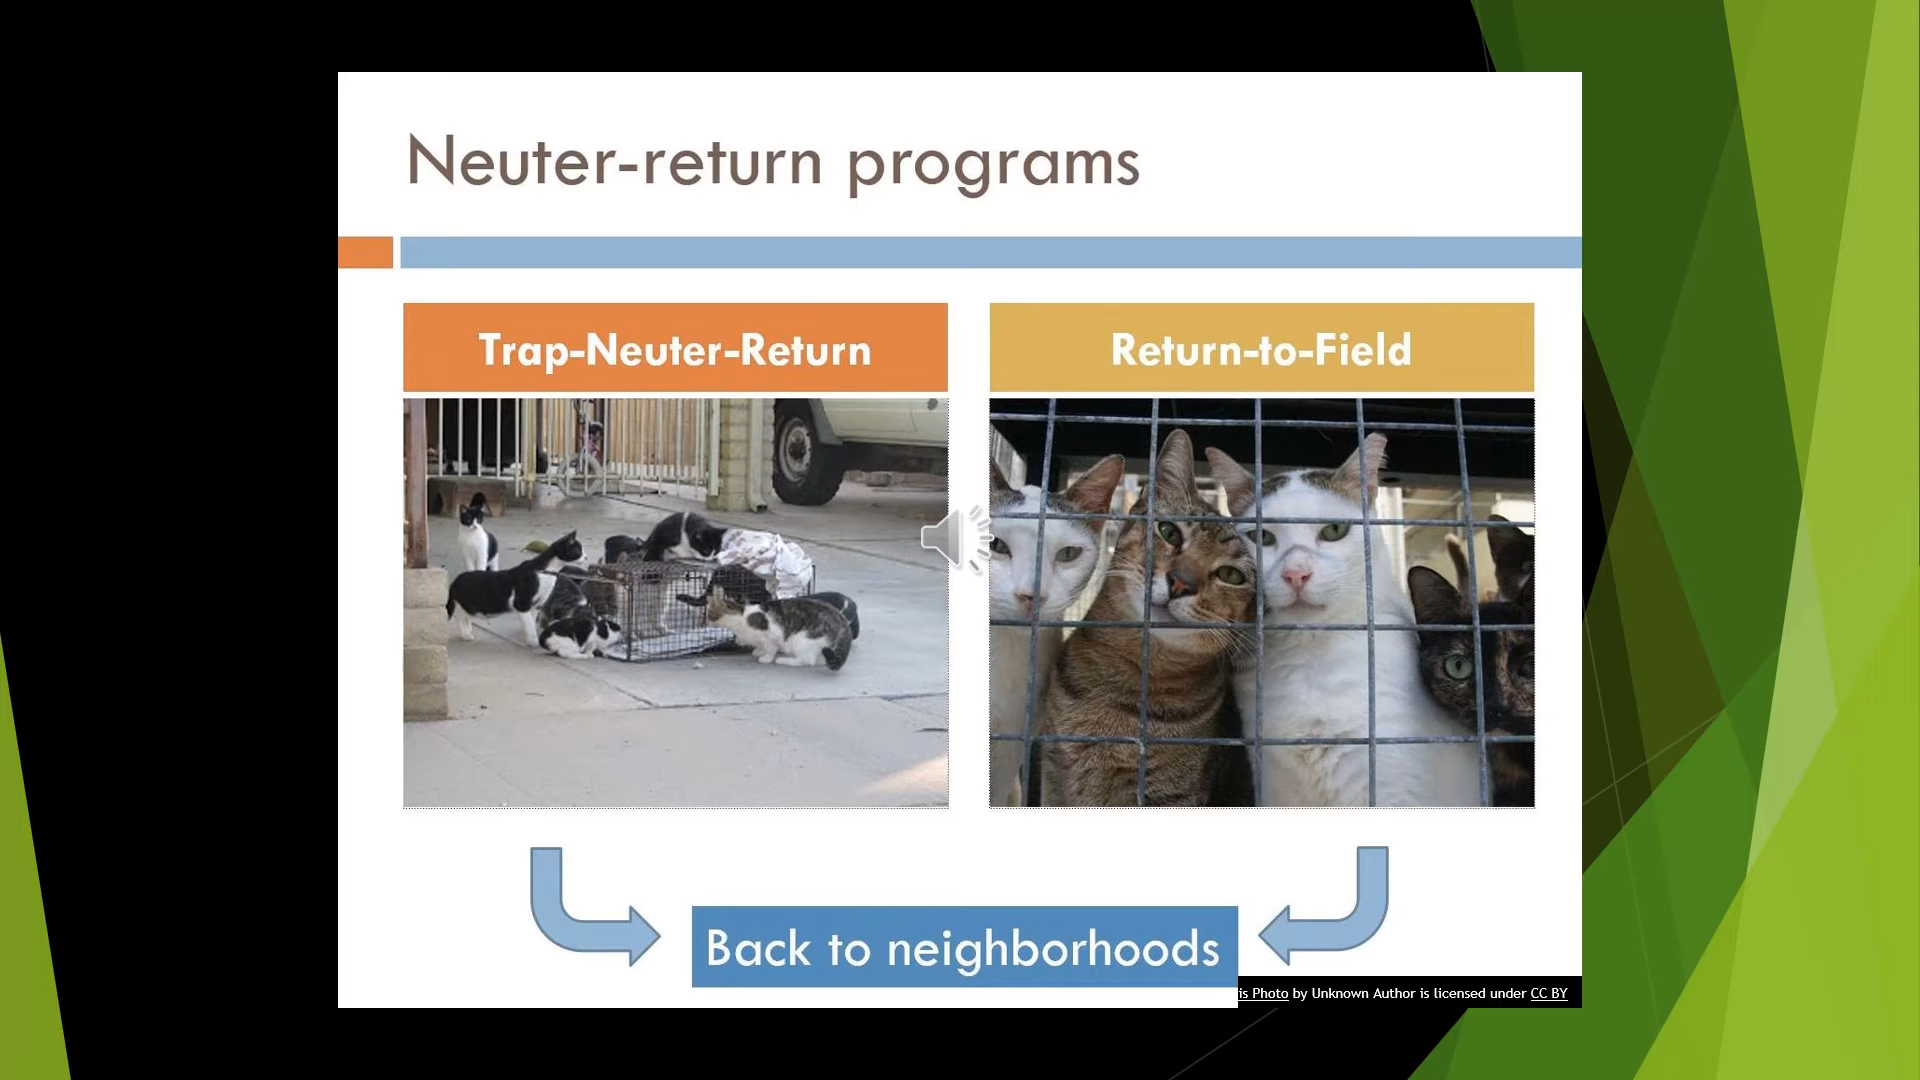 Neuter-return programs
Trap-Neuter-Return
Return-to-Field
Back to neighborhoods
is Photo by Unknown Author is licensed under CC BY